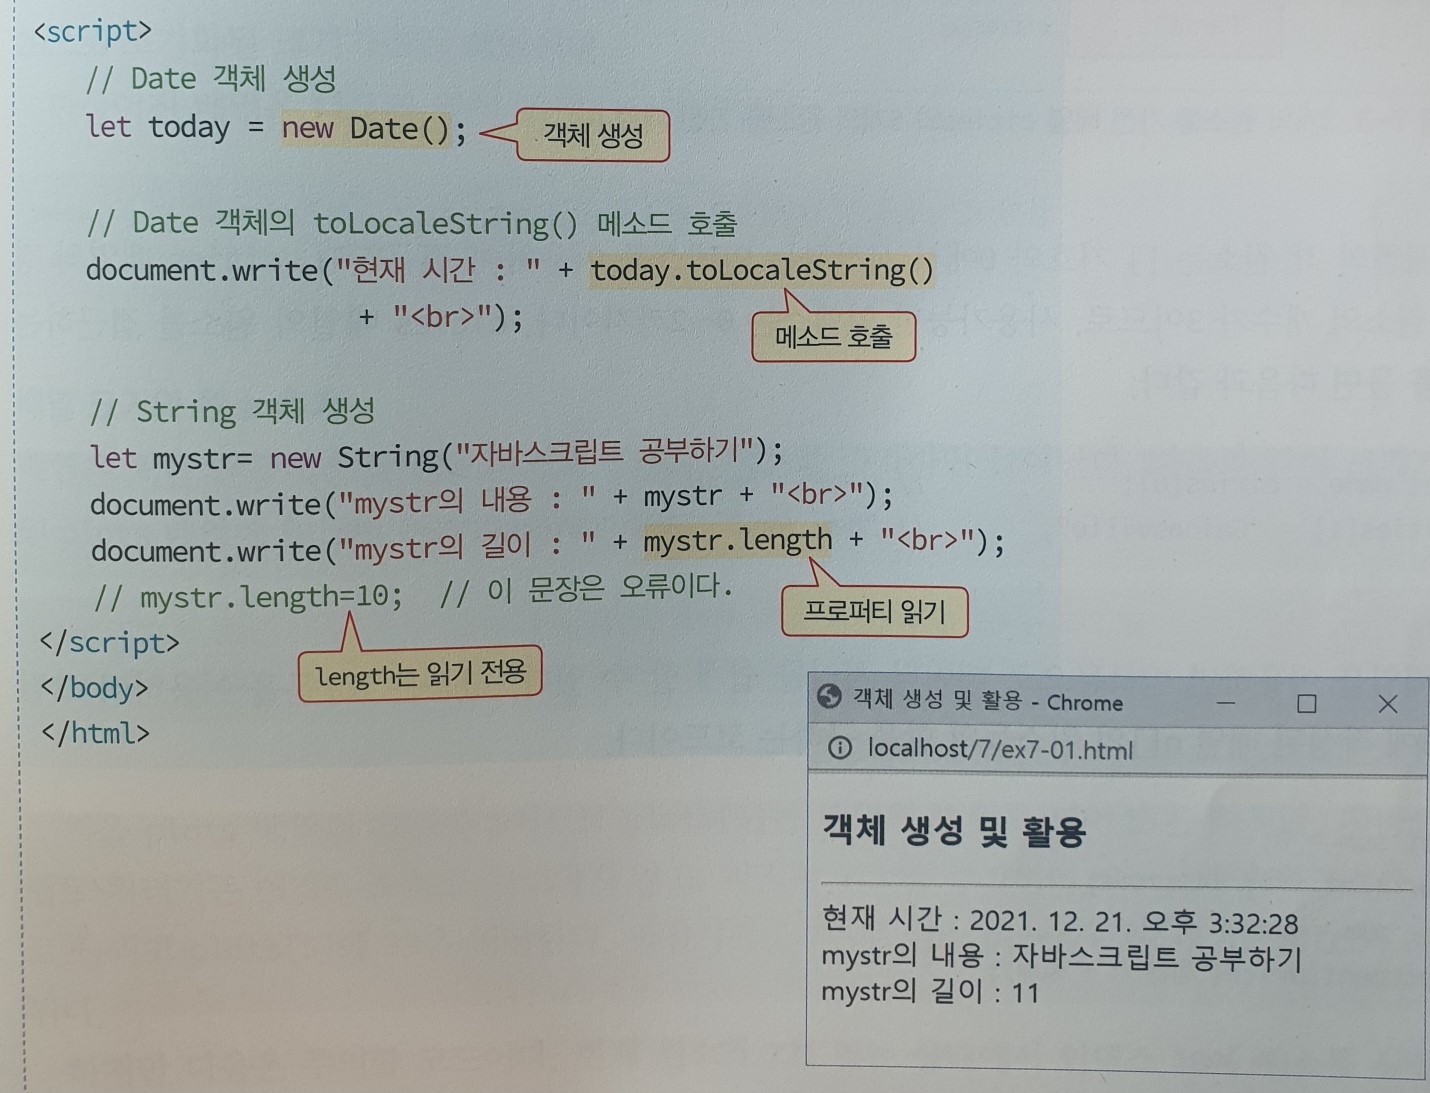 <script>
// Date 객체 생성
let today = new Date();
객체 생성
// Date 객체의 toLocaleString() 메소드 호출
document.write("현재 시간 : " + today.toLocaleString()
+ "<br>");
메소드 호출
// String 객체 생성
let mystr= new String("자바스크립트 공부하기");
document.write("mystr의 내용 : " + mystr + "<br>");
document.write("mystr의 길이 : " + mystr.length + "<br>");
// mystr.length=10;  // 이 문장은 오류이다.
프로퍼티 읽기
</script>
length는 읽기 전용
</body>
</html>
객체 생성 및 활용 - Chrome
localhost/7/ex7-01.html
객체 생성 및 활용
현재 시간 : 2021. 12. 21. 오후 3:32:28
mystr의 내용 : 자바스크립트 공부하기
mystr의 길이 : 11